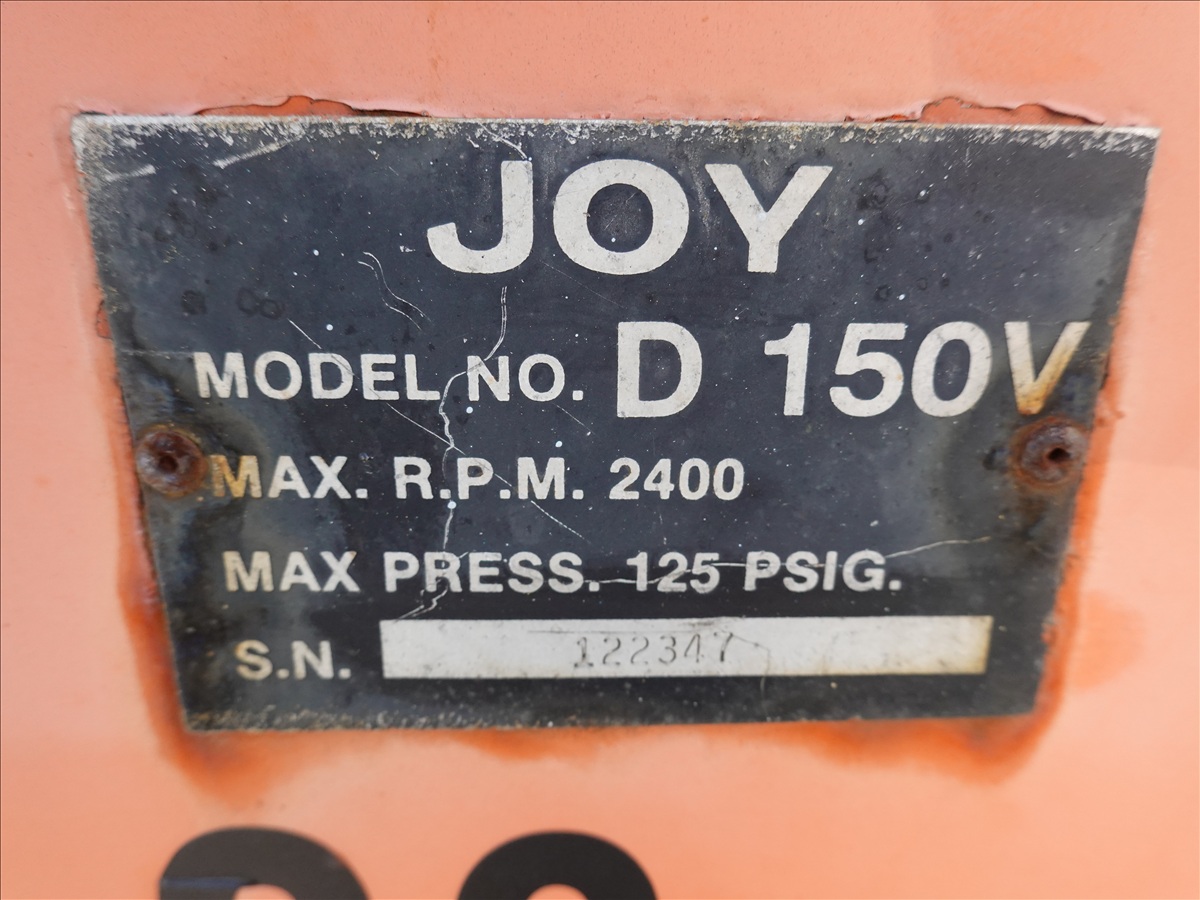 JOY
MODEL NO. D 150V
MAX. R.P.M. 2400
MAX PRESS. 125 PSIG.
S.N. 122347